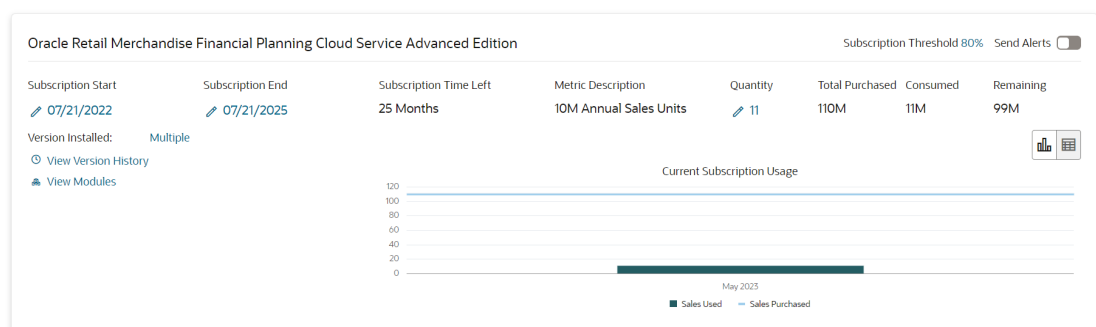 Oracle Retail Merchandise Financial Planning Cloud Service Advanced Edition
Subscription Threshold 80% Send Alerts
Subscription Start Subscription End Subscription Time Left Metric Description Quantity Total Purchased Consumed Remaining
07/21/2022 07/21/2025 25 Months 10M Annual Sales Units 11 110M 11M 99M
Version Installed: Multiple
View Version History
View Modules
Current Subscription Usage
120
100
80
60
40
20
0
May 2023
Sales Used Sales Purchased